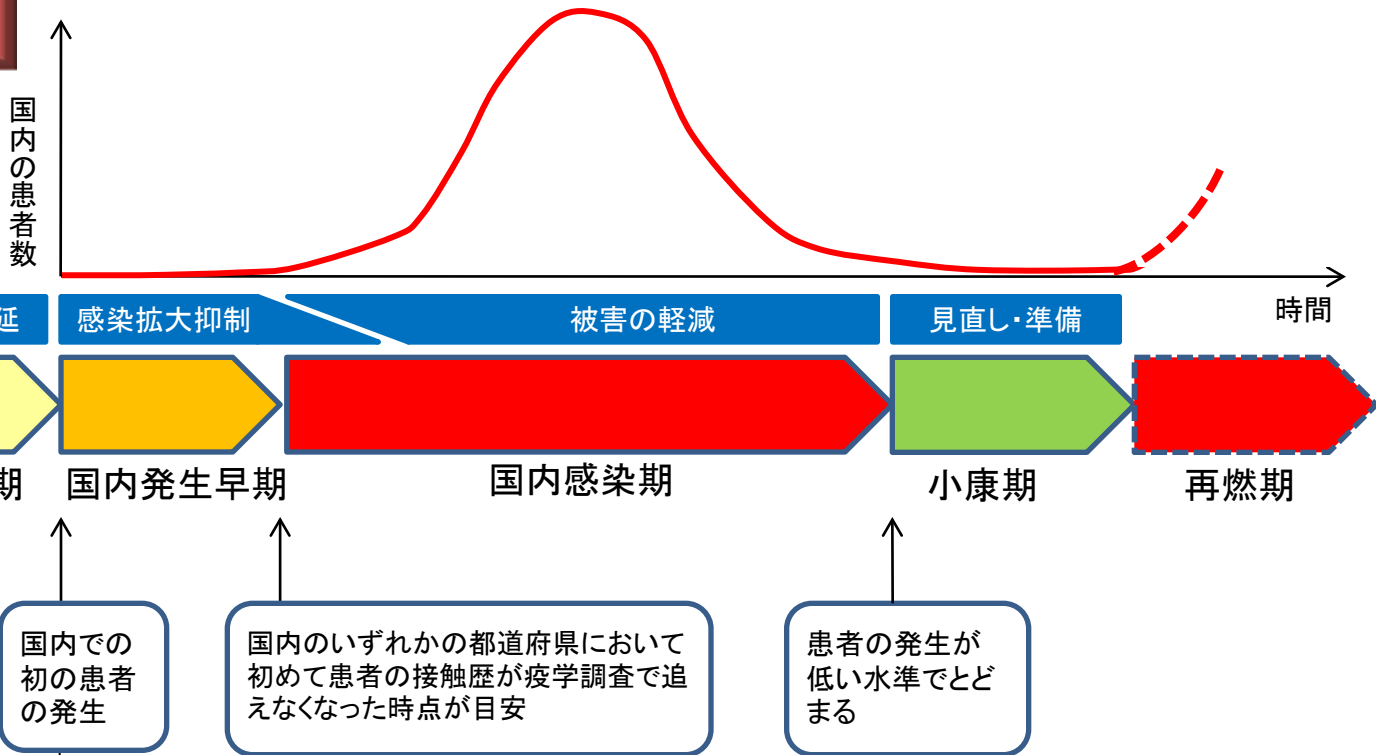 国内の患者数
時間
延
感染拡大抑制
被害の軽減
見直し・準備
期
国内発生早期
国内感染期
小康期
再燃期
国内での
初の患者
の発生
国内のいずれかの都道府県において
初めて患者の接触歴が疫学調査で追
えなくなった時点が目安
患者の発生が
低い水準でとど
まる